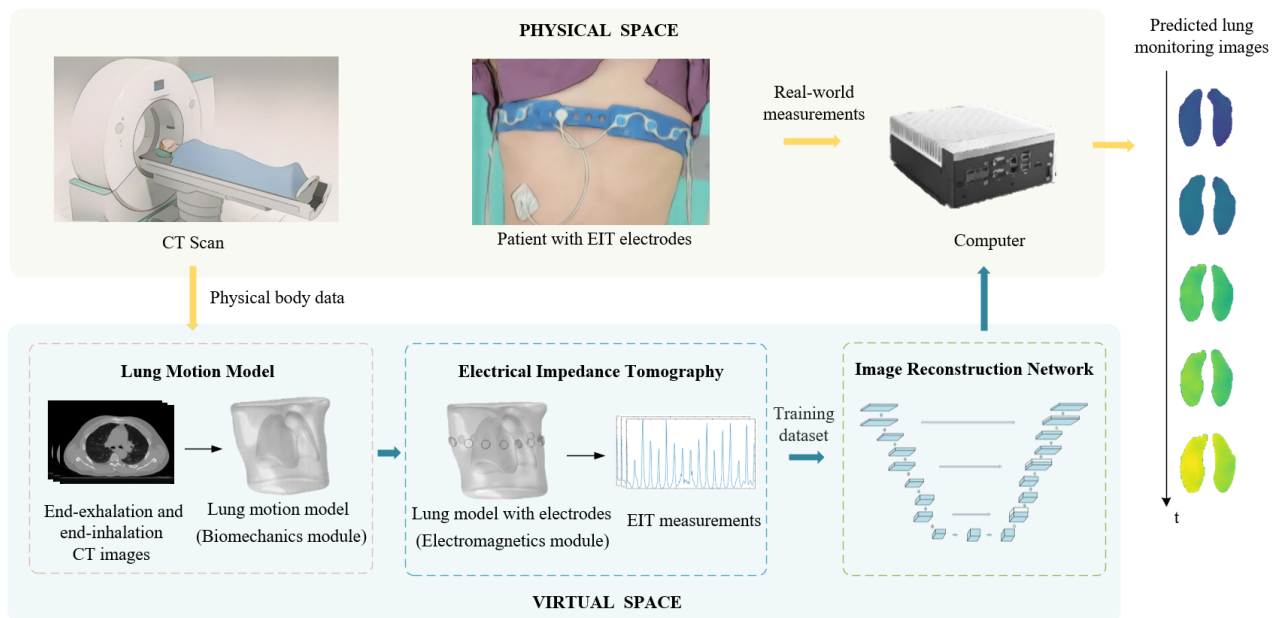 PHYSICAL SPACE
CT Scan
Patient with EIT electrodes
Real-world
measurements
Computer
Predicted lung
monitoring images
t
Physical body data
Lung Motion Model
End-exhalation and
end-inhalation
CT images
Lung motion model
(Biomechanics module)
Electrical Impedance Tomography
Lung model with electrodes
(Electromagnetics module)
EIT measurements
Training
dataset
Image Reconstruction Network
VIRTUAL SPACE